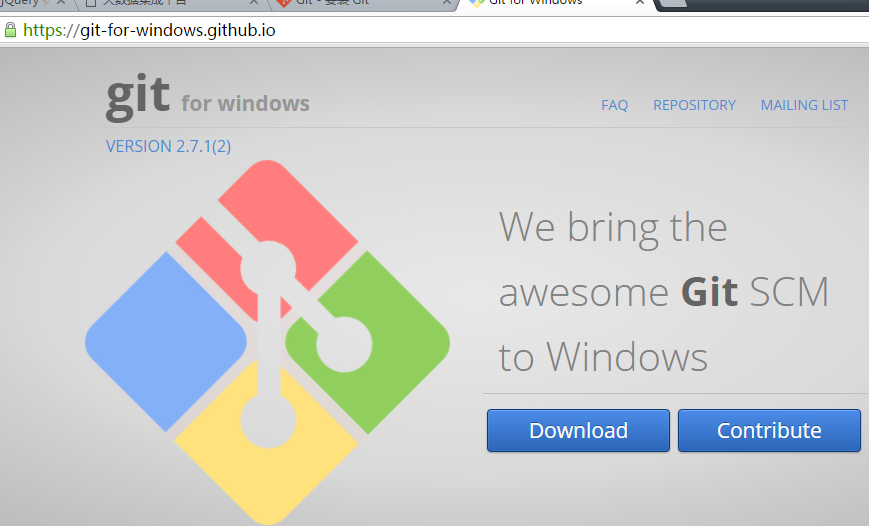 jQuery
大数据集成平台
Git - 安装 Git
Git for Windows
https://git-for-windows.github.io
git for windows
FAQ REPOSITORY MAILING LIST
VERSION 2.7.1(2)
We bring the
awesome Git SCM
to Windows
Download Contribute